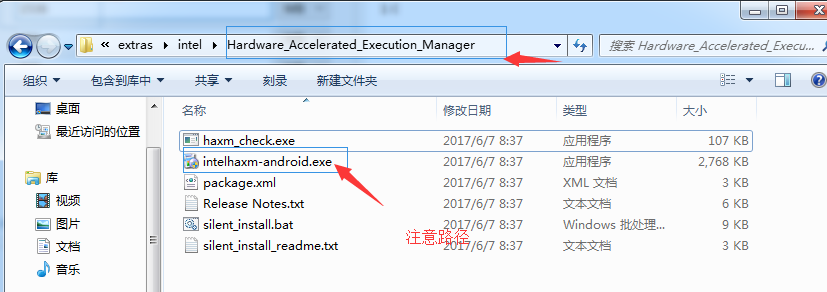 « extras ▸ intel ▸ Hardware_Accelerated_Execution_Manager
搜索 Hardware_Accelerated_Execu...
组织 包含到库中 共享 刻录 新建文件夹
桌面
最近访问的位置
库
视频
图片
文档
音乐
名称 修改日期 类型 大小
haxm_check.exe 2017/6/7 8:37 应用程序 107 KB
intelhaxm-android.exe 2017/6/7 8:37 应用程序 2,768 KB
package.xml 2017/6/7 8:37 XML 文档 3 KB
Release Notes.txt 2017/6/7 8:37 文本文档 6 KB
silent_install.bat 2017/6/7 8:37 Windows 批处理... 9 KB
silent_install_readme.txt 2017/6/7 8:37 文本文档 3 KB
注意路径